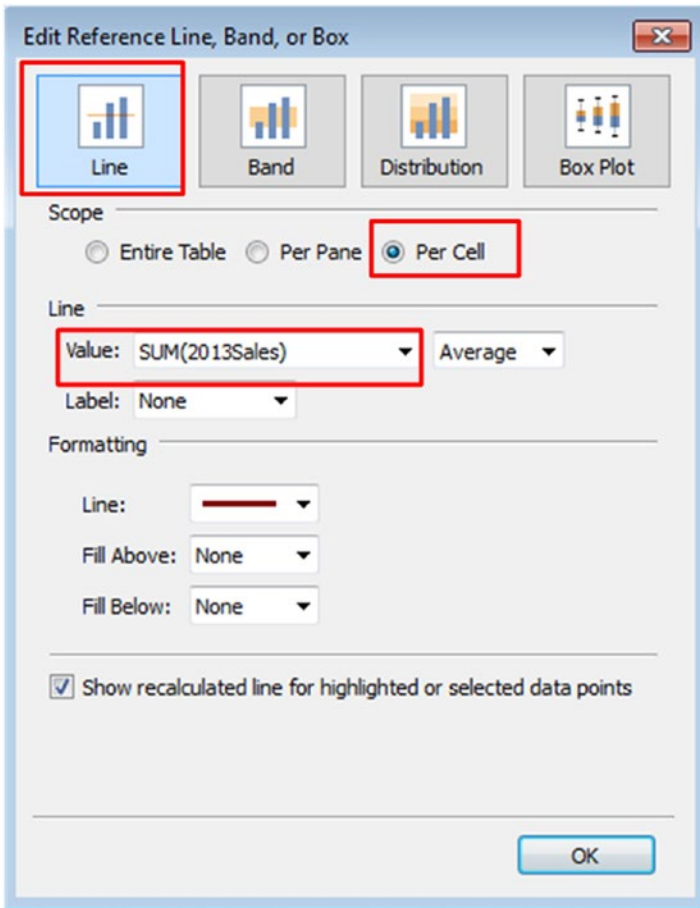 Edit Reference Line, Band, or Box
Line Band Distribution Box Plot
Scope
Entire Table Per Pane Per Cell
Line
Value: SUM(2013Sales) Average
Label: None
Formatting
Line:
Fill Above: None
Fill Below: None
Show recalculated line for highlighted or selected data points
OK